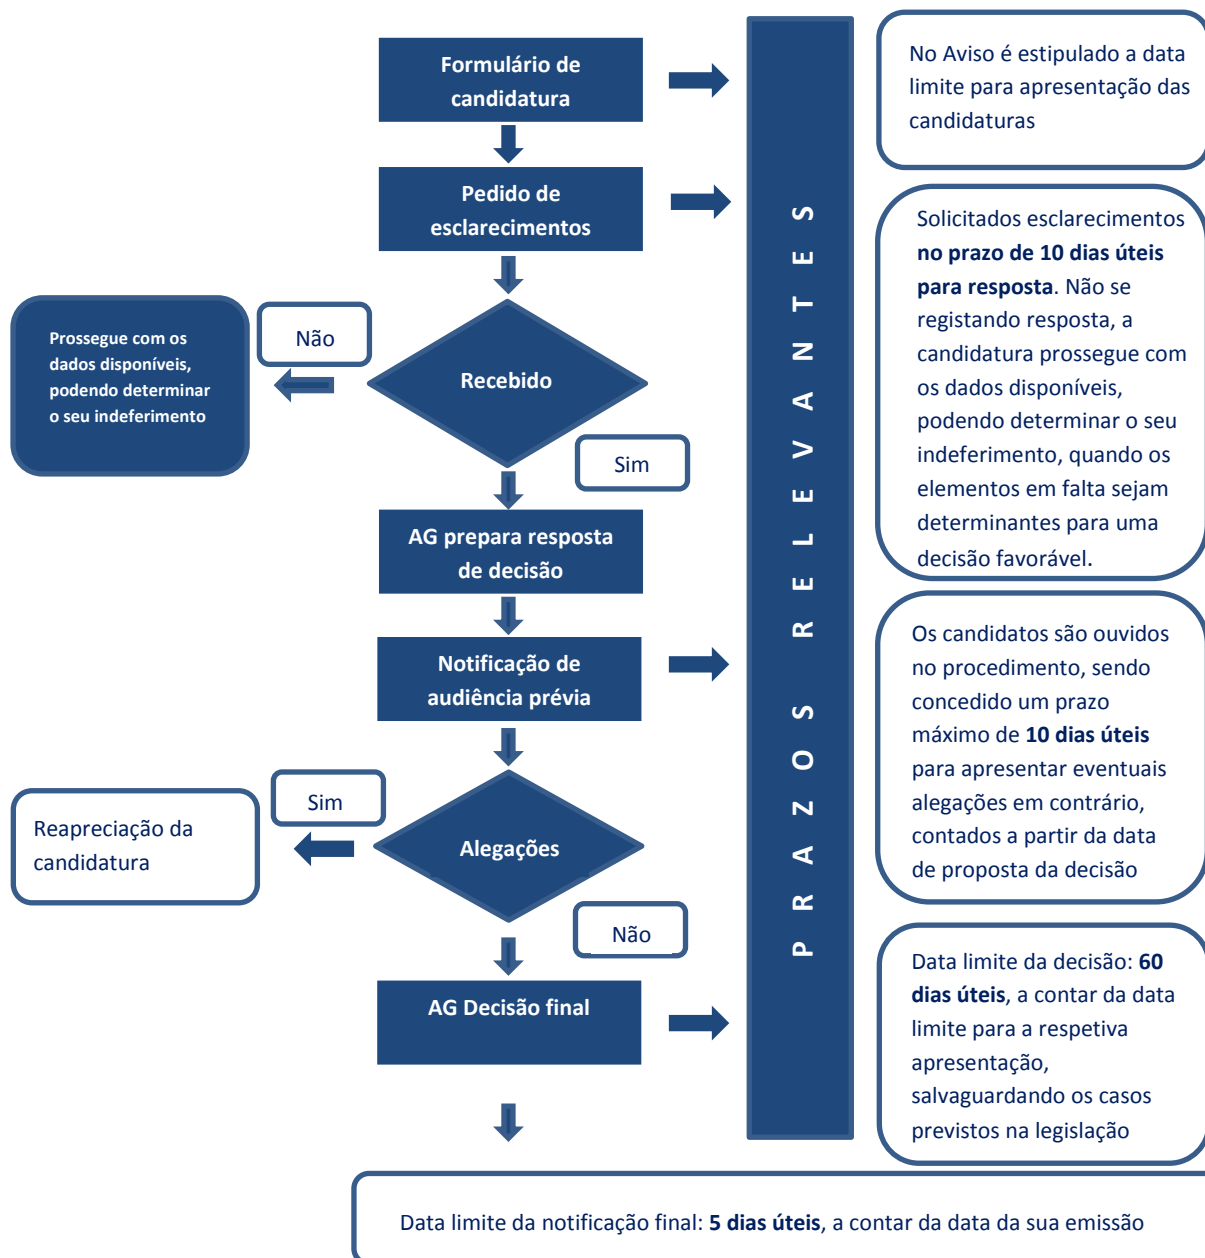 Formulário de
candidatura
No Aviso é estipulado a data
limite para apresentação das
candidaturas
Pedido de
esclarecimentos
Solicitados esclarecimentos
no prazo de 10 dias úteis
para resposta. Não se
registando resposta, a
candidatura prossegue com
os dados disponíveis,
podendo determinar o seu
indeferimento, quando os
elementos em falta sejam
determinantes para uma
decisão favorável.
Recebido
Não
Prossegue com os
dados disponíveis,
podendo determinar
o seu indeferimento
Sim
AG prepara resposta
de decisão
Notificação de
audiência prévia
Os candidatos são ouvidos
no procedimento, sendo
concedido um prazo
máximo de 10 dias úteis
para apresentar eventuais
alegações em contrário,
contados a partir da data
de proposta da decisão
Alegações
Sim
Reapreciação da
candidatura
Não
AG Decisão final
Data limite da decisão: 60
dias úteis, a contar da data
limite para a respetiva
apresentação,
salvaguardando os casos
previstos na legislação
PRAZOS RELEVANTES
Data limite da notificação final: 5 dias úteis, a contar da data da sua emissão